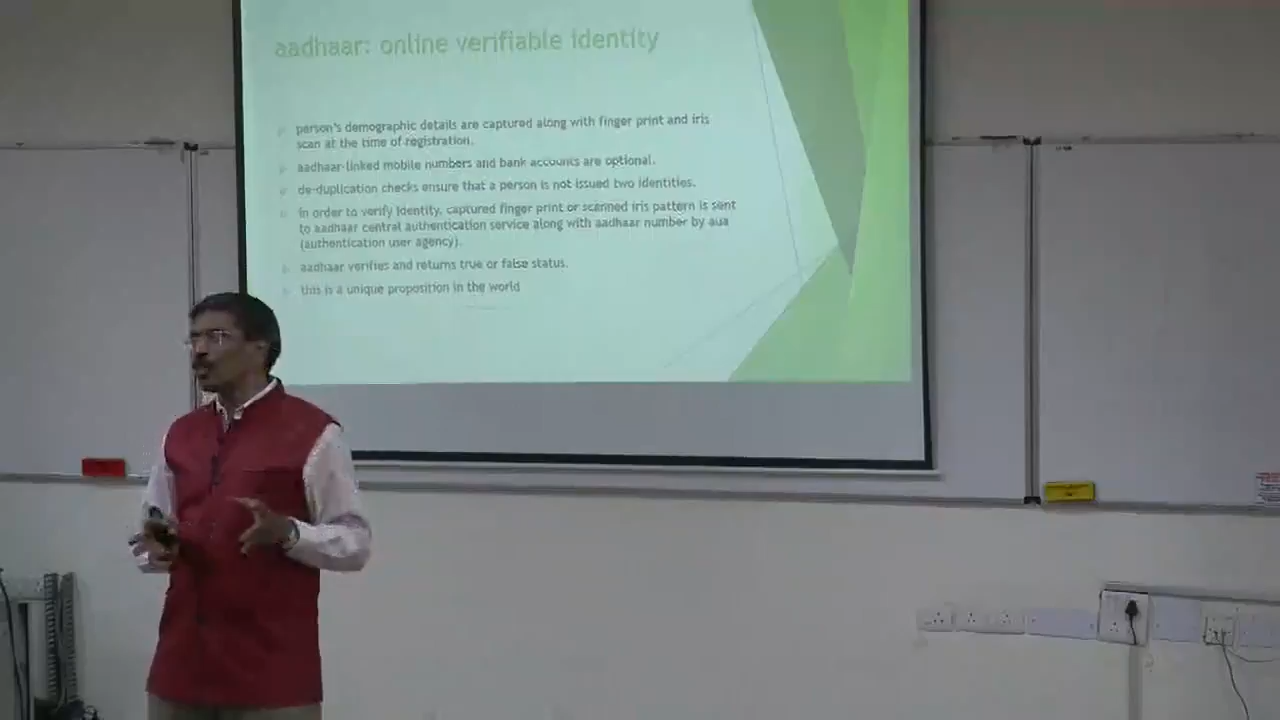 aadhaar: online verifiable identity
person's demographic details are captured along with finger print and iris
scan at the time of registration.
aadhaar-linked mobile numbers and bank accounts are optional.
de-duplication checks ensure that a person is not issued two identities.
in order to verify identity, captured finger print or scanned iris pattern is sent
to aadhaar central authentication service along with aadhaar number by aua
(authentication user agency).
aadhaar verifies and returns true or false status.
this is a unique proposition in the world